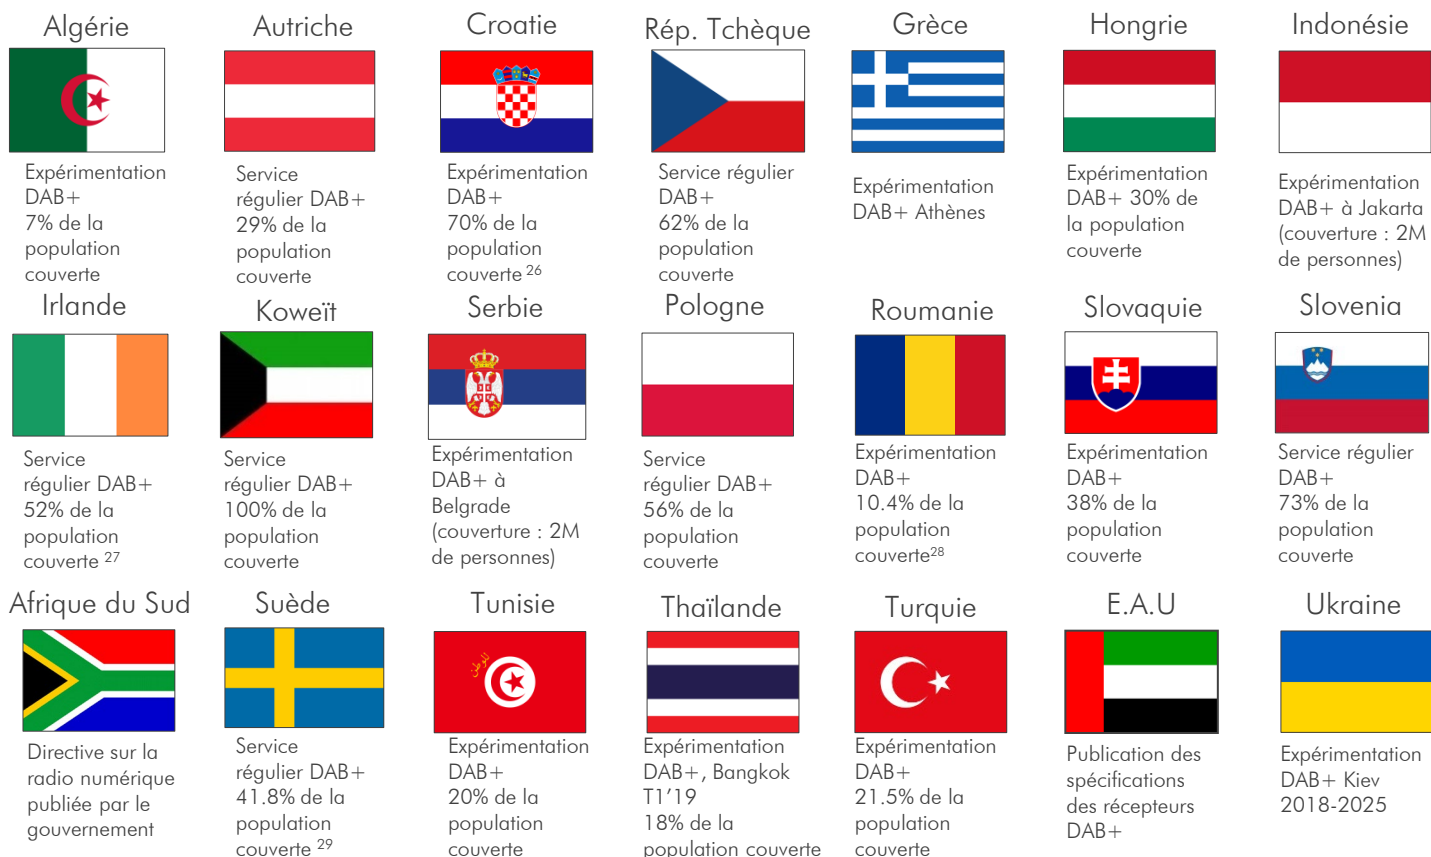 Algérie
Expérimentation
DAB+
7% de la
population
couverte
Autriche
Service
régulier DAB+
29% de la
population
couverte
Croatie
Expérimentation
DAB+
70% de la
population
couverte 26
Rép. Tchèque
Service régulier
DAB+
62% de la
population
couverte
Grèce
Expérimentation
DAB+ Athènes
Hongrie
Expérimentation
DAB+ 30% de
la population
couverte
Indonésie
Expérimentation
DAB+ à Jakarta
(couverture : 2M
de personnes)
Irlande
Service
régulier DAB+
52% de la
population
couverte 27
Koweït
Service
régulier DAB+
100% de la
population
couverte
Serbie
Expérimentation
DAB+ à
Belgrade
(couverture : 2M
de personnes)
Pologne
Service
régulier DAB+
56% de la
population
couverte
Roumanie
Expérimentation
DAB+
10.4% de la
population
couverte28
Slovaquie
Expérimentation
DAB+
38% de la
population
couverte
Slovenia
Service régulier
DAB+
73% de la
population
couverte
Afrique du Sud
Directive sur la
radio numérique
publiée par le
gouvernement
Suède
Service
régulier DAB+
41.8% de la
population
couverte 29
Tunisie
للوطن
Expérimentation
DAB+
20% de la
population
couverte
Thaïlande
Expérimentation
DAB+, Bangkok
T1'19
18% de la
population couverte
Turquie
Expérimentation
DAB+
21.5% de la
population
couverte
E.A.U
Publication des
spécifications
des récepteurs
DAB+
Ukraine
Expérimentation
DAB+ Kiev
2018-2025